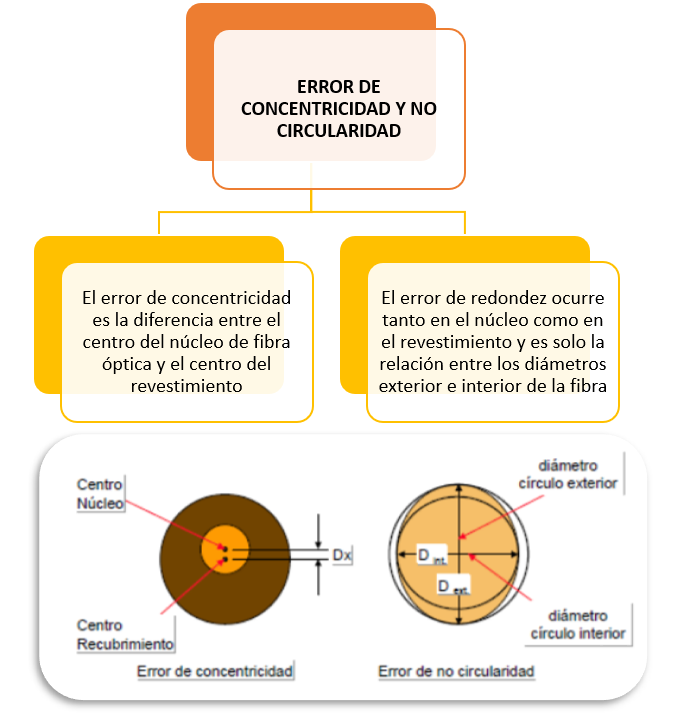 ERROR DE
CONCENTRICIDAD Y NO
CIRCULARIDAD
El error de concentricidad
es la diferencia entre el
centro del núcleo de fibra
óptica y el centro del
revestimiento
El error de redondez ocurre
tanto en el núcleo como en
el revestimiento y es solo la
relación entre los diámetros
exterior e interior de la fibra
Centro
Núcleo
Dx
Centro
Recubrimiento
Error de concentricidad
diámetro
círculo exterior
D int.
D ext.
diámetro
círculo interior
Error de no circularidad